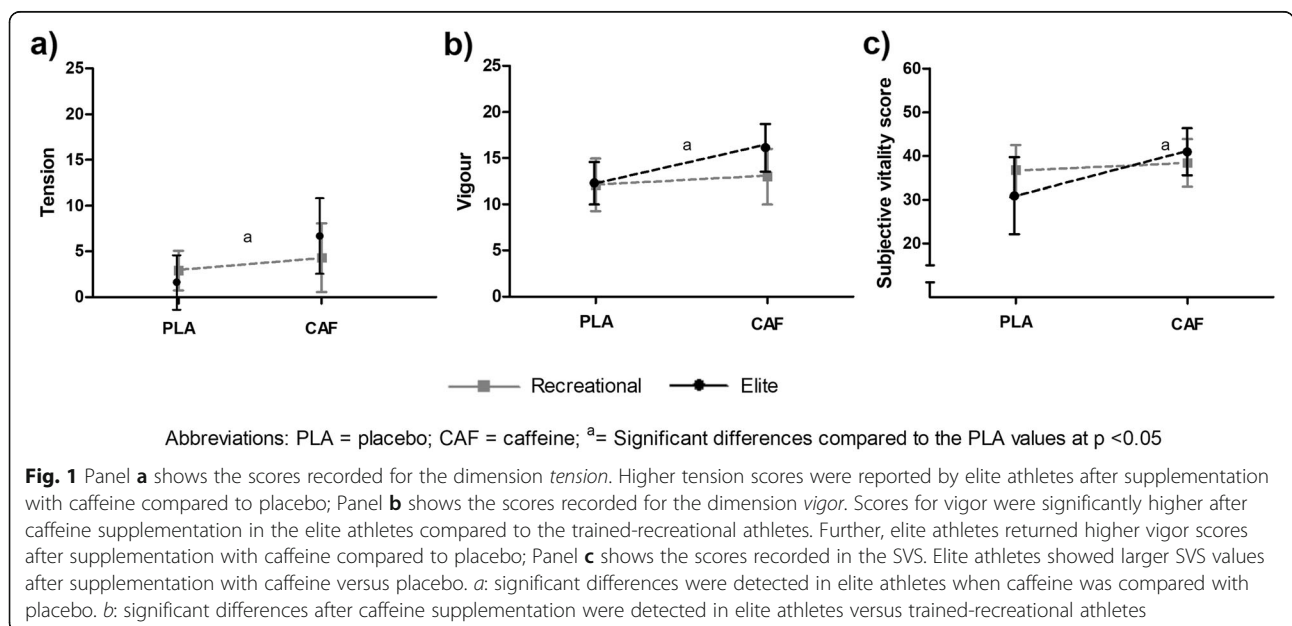 a)
25
20
15
10
5
0
Tension
a
PLA
CAF
b)
25
20
15
10
5
0
Vigour
a
PLA
CAF
c)
60
50
40
30
20
Subjective vitality score
a
PLA
CAF
Recreational
Elite
Abbreviations: PLA = placebo; CAF = caffeine; a= Significant differences compared to the PLA values at p <0.05
Fig. 1 Panel a shows the scores recorded for the dimension tension. Higher tension scores were reported by elite athletes after supplementation
with caffeine compared to placebo; Panel b shows the scores recorded for the dimension vigor. Scores for vigor were significantly higher after
caffeine supplementation in the elite athletes compared to the trained-recreational athletes. Further, elite athletes returned higher vigor scores
after supplementation with caffeine compared to placebo; Panel c shows the scores recorded in the SVS. Elite athletes showed larger SVS values
after supplementation with caffeine versus placebo. a: significant differences were detected in elite athletes when caffeine was compared with
placebo. b: significant differences after caffeine supplementation were detected in elite athletes versus trained-recreational athletes